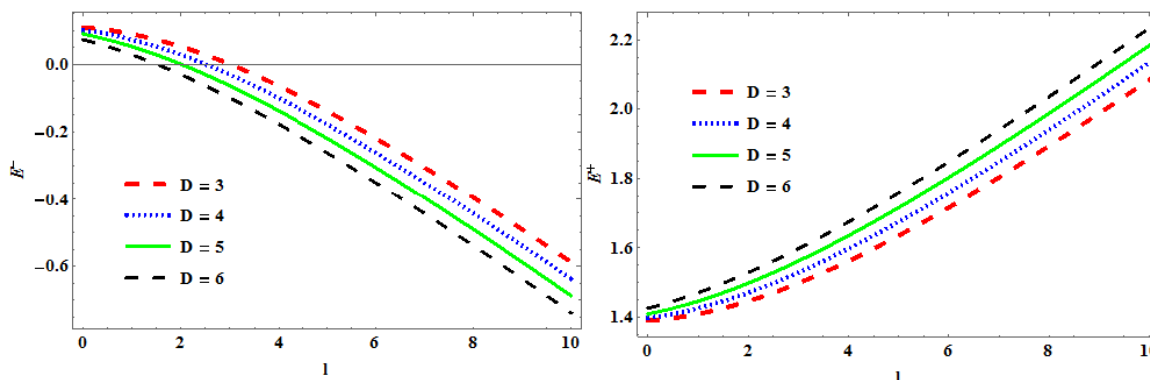 0.0
-0.2
-0.4
-0.6
E⁻
D = 3
D = 4
D = 5
D = 6
0 2 4 6 8 10
l
2.2
2.0
1.8
1.6
1.4
E⁺
D = 3
D = 4
D = 5
D = 6
0 2 4 6 8 10
l